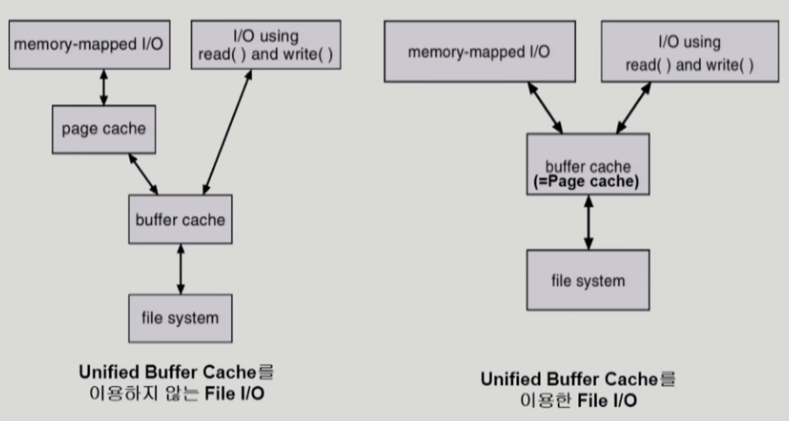 memory-mapped I/O
I/O using
read( ) and write( )
page cache
buffer cache
file system
Unified Buffer Cache를
이용하지 않는 File I/O
memory-mapped I/O
I/O using
read( ) and write( )
buffer cache
(=Page cache)
file system
Unified Buffer Cache를
이용한 File I/O